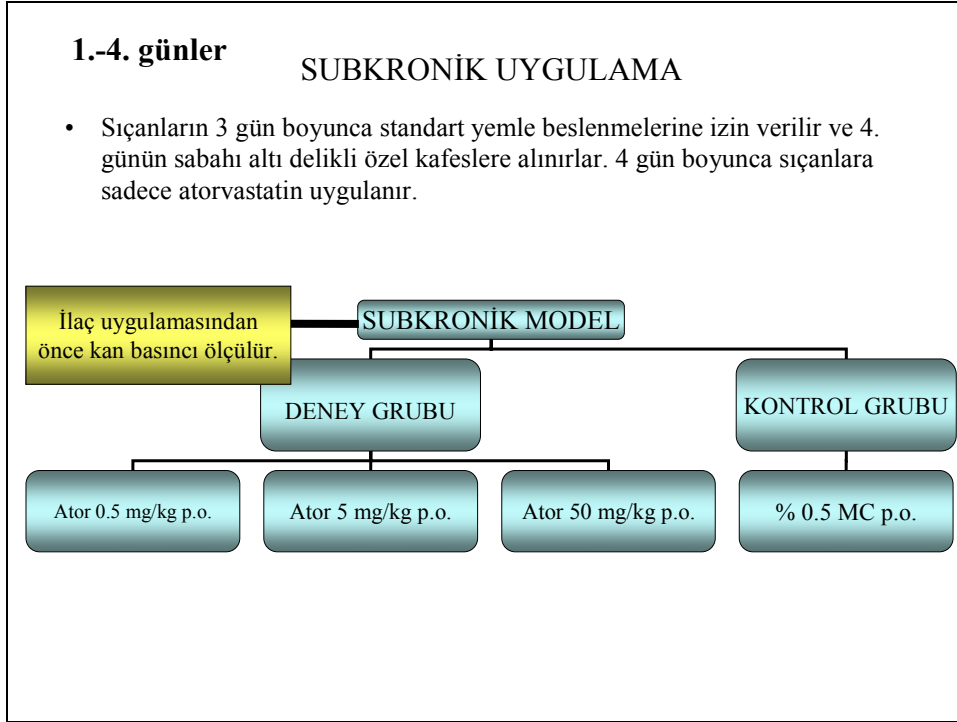 1.-4. günler
SUBKRONİK UYGULAMA
• Sıçanların 3 gün boyunca standart yemle beslenmelerine izin verilir ve 4.
günün sabahı altı delikli özel kafeslere alınırlar. 4 gün boyunca sıçanlara
sadece atorvastatin uygulanır.
İlaç uygulamasından
önce kan basıncı ölçülür.
SUBKRONİK MODEL
DENEY GRUBU
KONTROL GRUBU
Ator 0.5 mg/kg p.o.
Ator 5 mg/kg p.o.
Ator 50 mg/kg p.o.
% 0.5 MC p.o.